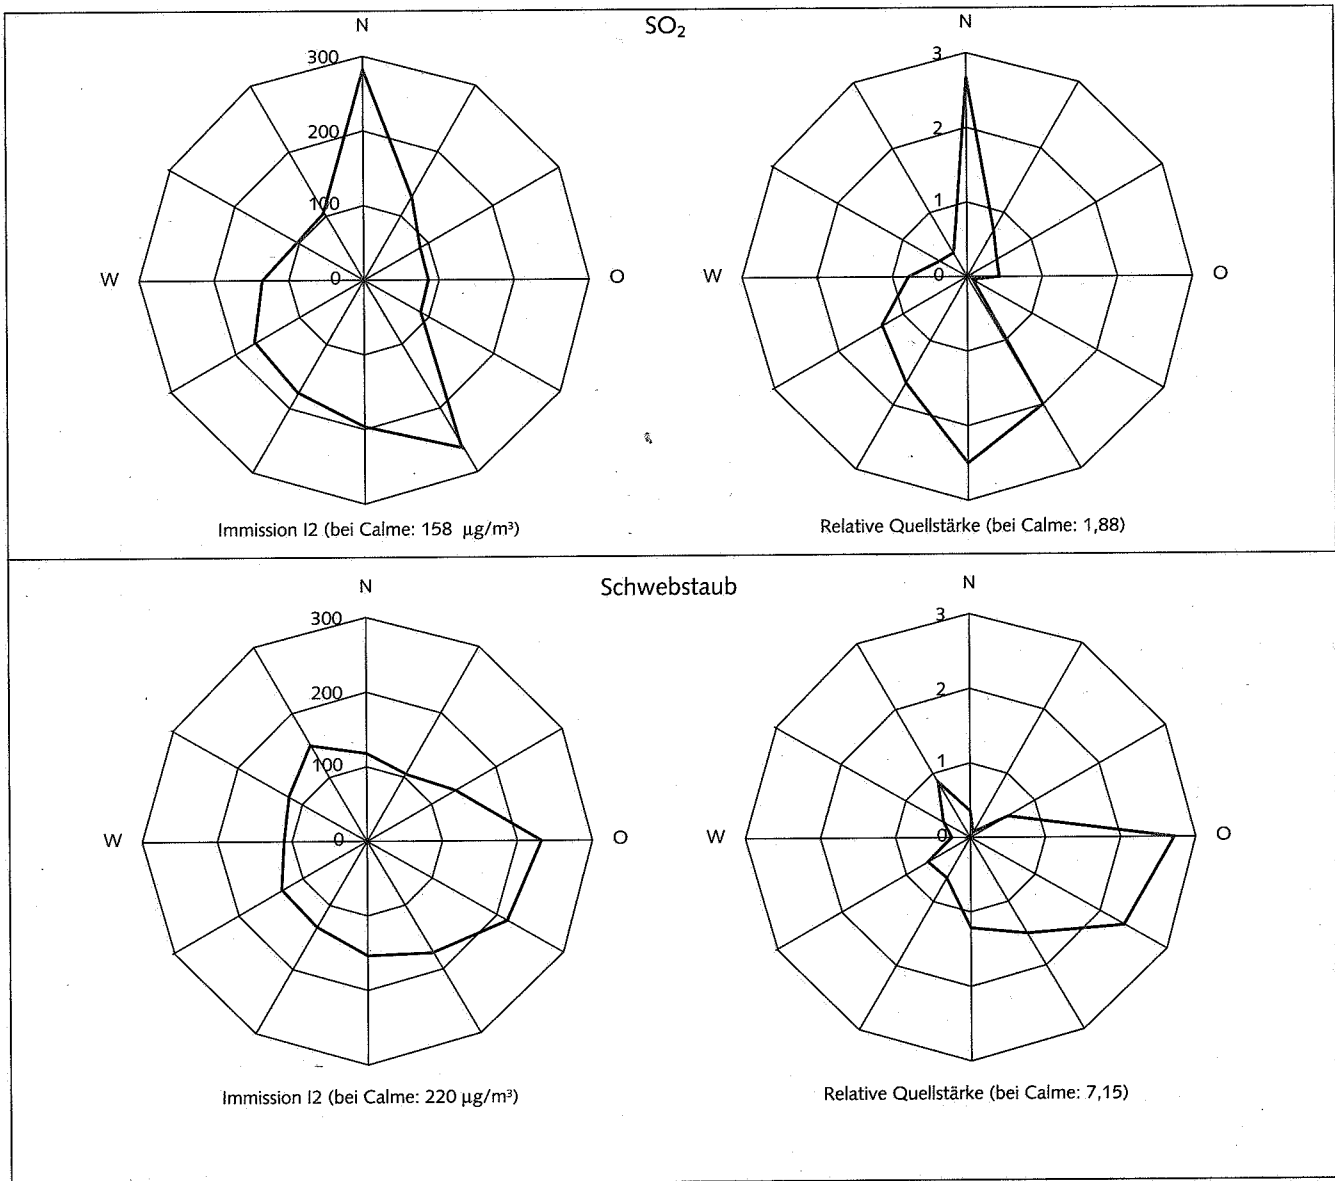 SO₂
N
300
200
100
0
W
O
Immission I2 (bei Calme: 158 µg/m³)
N
3
2
1
0
W
O
Relative Quellstärke (bei Calme: 1,88)
Schwebstaub
N
300
200
100
0
W
O
Immission I2 (bei Calme: 220 µg/m³)
N
3
2
1
0
W
O
Relative Quellstärke (bei Calme: 7,15)